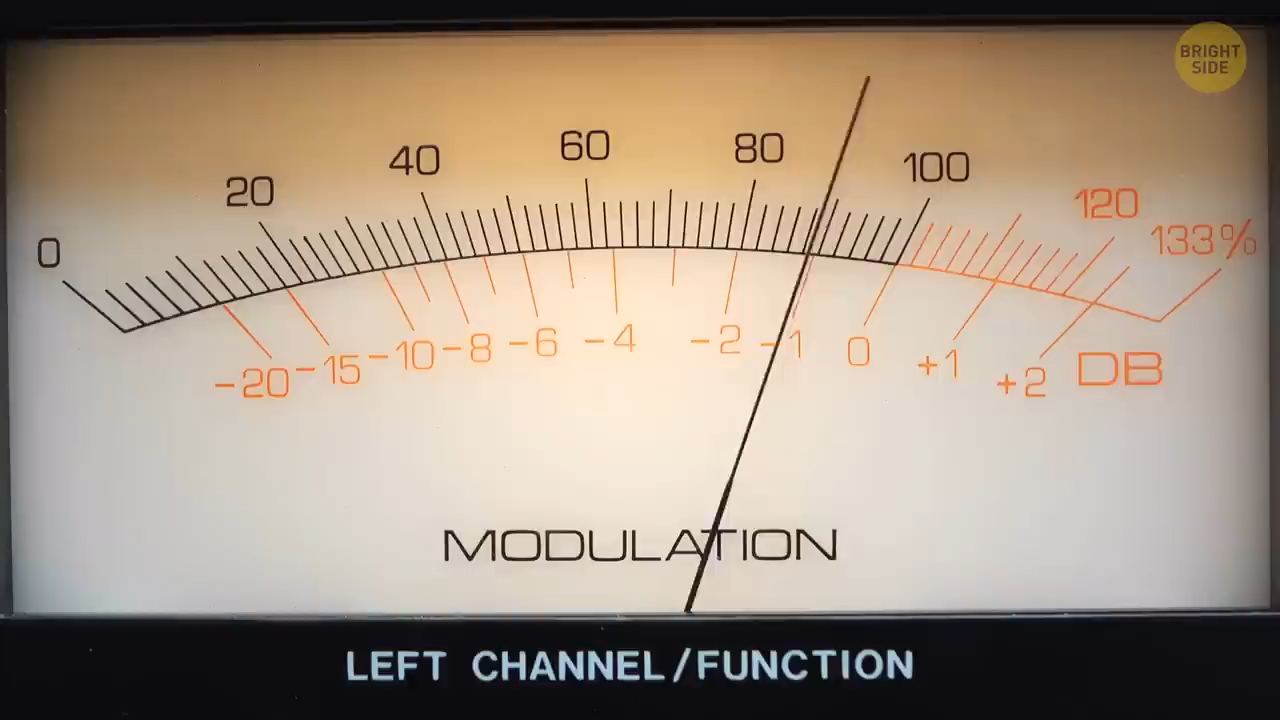 BRIGHT
SIDE
0 20 40 60 80 100 120 133%
-20 -15 -10 -8 -6 -4 -2 -1 0 +1 +2 DB
MODULATION
LEFT CHANNEL/FUNCTION